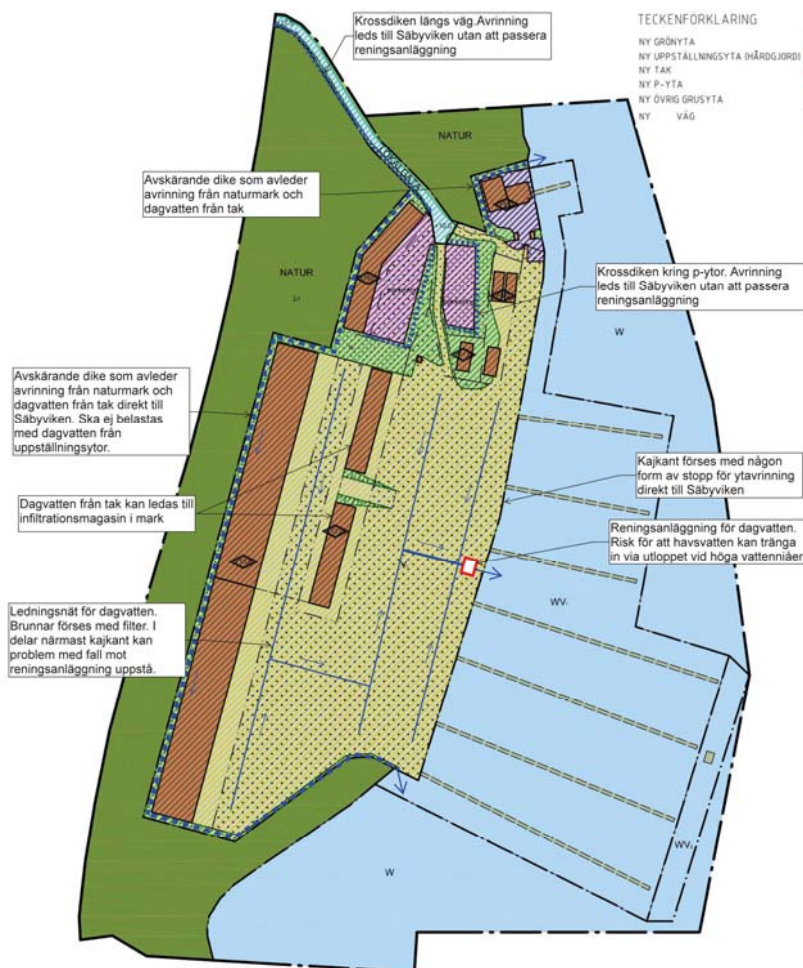 Krossdiken längs väg.Avrinning
leds till Säbyviken utan att passera
reningsanläggning
TECKENFORKLARING
NY GRÖNYTA
NY UPPSTÄLLNINGSYTA (HÅRDGJORD)
NY TAK
NY P-YTA
NY ÖVRIG GRUSYTA
NY VÄG
NATUR
Avskärande dike som avleder
avrinning från naturmark och
dagvatten från tak
NATUR
Krossdiken kring p-ytor. Avrinning
leds till Säbyviken utan att passera
reningsanläggning
W
Avskärande dike som avleder
avrinning från naturmark och
dagvatten från tak direkt till
Säbyviken. Ska ej belastas
med dagvatten från
uppställningsytor.
Kajkant förses med någon
form av stopp för ytavrinning
direkt till Säbyviken
Dagvatten från tak kan ledas till
infiltrationsmagasin i mark
Reningsanläggning för dagvatten.
Risk för att havsvatten kan tränga
in via utloppet vid höga vattenniåer
WV₁
Ledningsnät för dagvatten.
Brunnar förses med filter. I
delar närmast kajkant kan
problem med fall mot
reningsanläggning uppstå.
WV₂
W